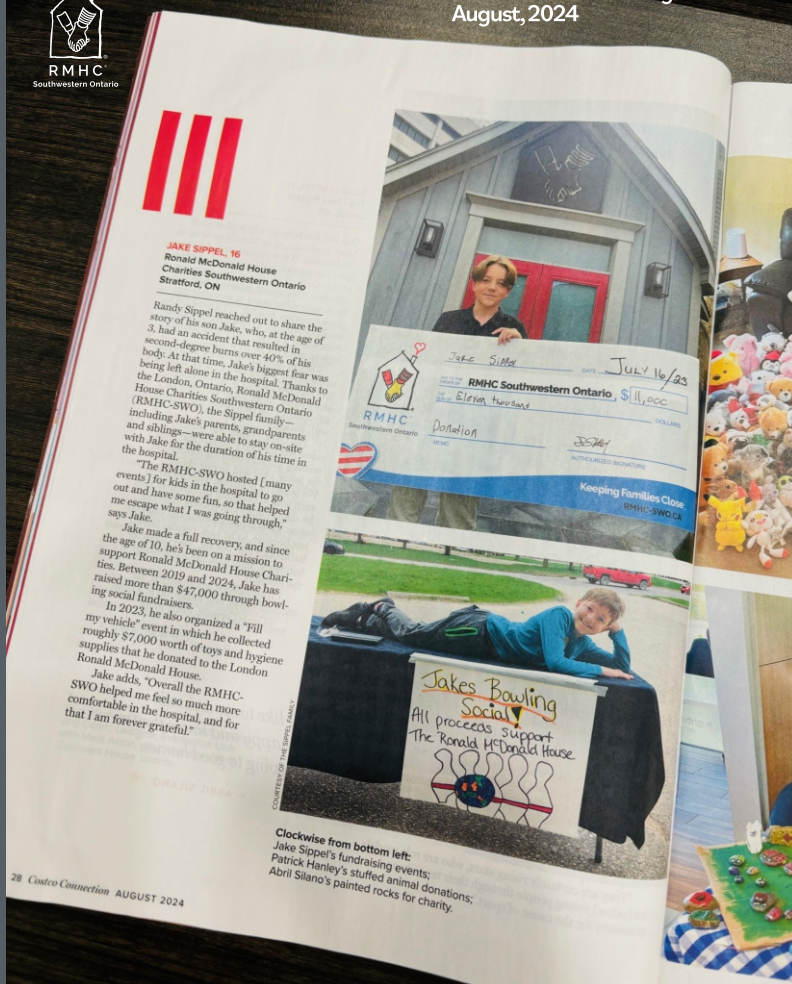 August, 2024
RMHC
Southwestern Ontario
JAKE SIPPEL, 16
Ronald McDonald House
Charities Southwestern Ontario
Stratford, ON
Randy Sippel reached out to share the
story of his son Jake, who, at the age of
3, had an accident that resulted in
second-degree burns over 40% of his
body. At that time, Jake's biggest fear was
being left alone in the hospital. Thanks to
the London, Ontario, Ronald McDonald
House Charities Southwestern Ontario
(RMHC-SWO), the Sippel family—
including Jake's parents, grandparents
and siblings—were able to stay on-site
with Jake for the duration of his time in
the hospital.
"The RMHC-SWO hosted [many
events] for kids in the hospital to go
out and have some fun, so that helped
me escape what I was going through,"
says Jake.
Jake made a full recovery, and since
the age of 10, he's been on a mission to
support Ronald McDonald House Chari-
ties. Between 2019 and 2024, Jake has
raised more than $47,000 through bowl-
ing social fundraisers.
In 2023, he also organized a "Fill
my vehicle" event in which he collected
roughly $7,000 worth of toys and hygiene
supplies that he donated to the London
Ronald McDonald House.
Jake adds, "Overall the RMHC-
SWO helped me feel so much more
comfortable in the hospital, and for
that I am forever grateful."
COURTESY OF THE SIPPEL FAMILY
Jake Sippel
DATE JULY 16/23
RMHC Southwestern Ontario $ 11,000
Eleven thousand
DOLLARS
Donation
MEMO
AUTHORIZED SIGNATURE
RMHC
Southwestern Ontario
Keeping Families Close
RMHC-SWO.CA
Jakes Bowling
Social!
All proceeds support
The Ronald McDonald House
Clockwise from bottom left:
Jake Sippel's fundraising events;
Patrick Hanley's stuffed animal donations;
Abril Silano's painted rocks for charity.
28 Costco Connection AUGUST 2024